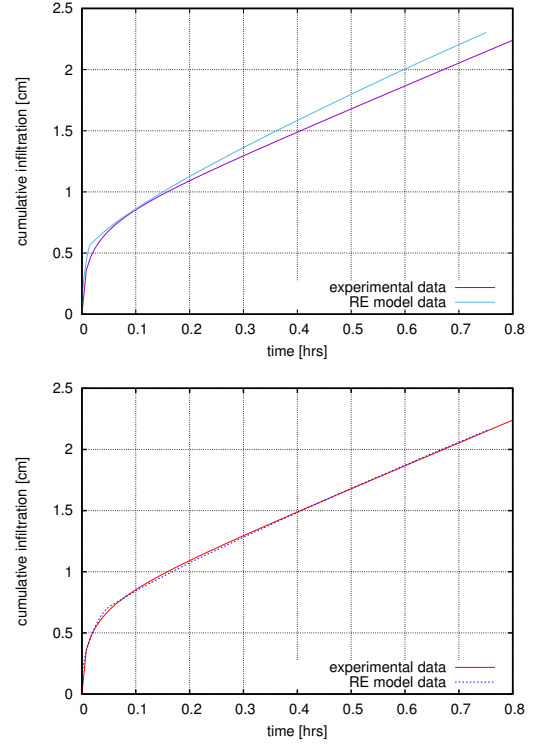 2.5
2
1.5
1
0.5
0
cumulative infiltration [cm]
experimental data
RE model data
0 0.1 0.2 0.3 0.4 0.5 0.6 0.7 0.8
time [hrs]
2.5
2
1.5
1
0.5
0
cumulative infiltration [cm]
experimental data
RE model data
0 0.1 0.2 0.3 0.4 0.5 0.6 0.7 0.8
time [hrs]